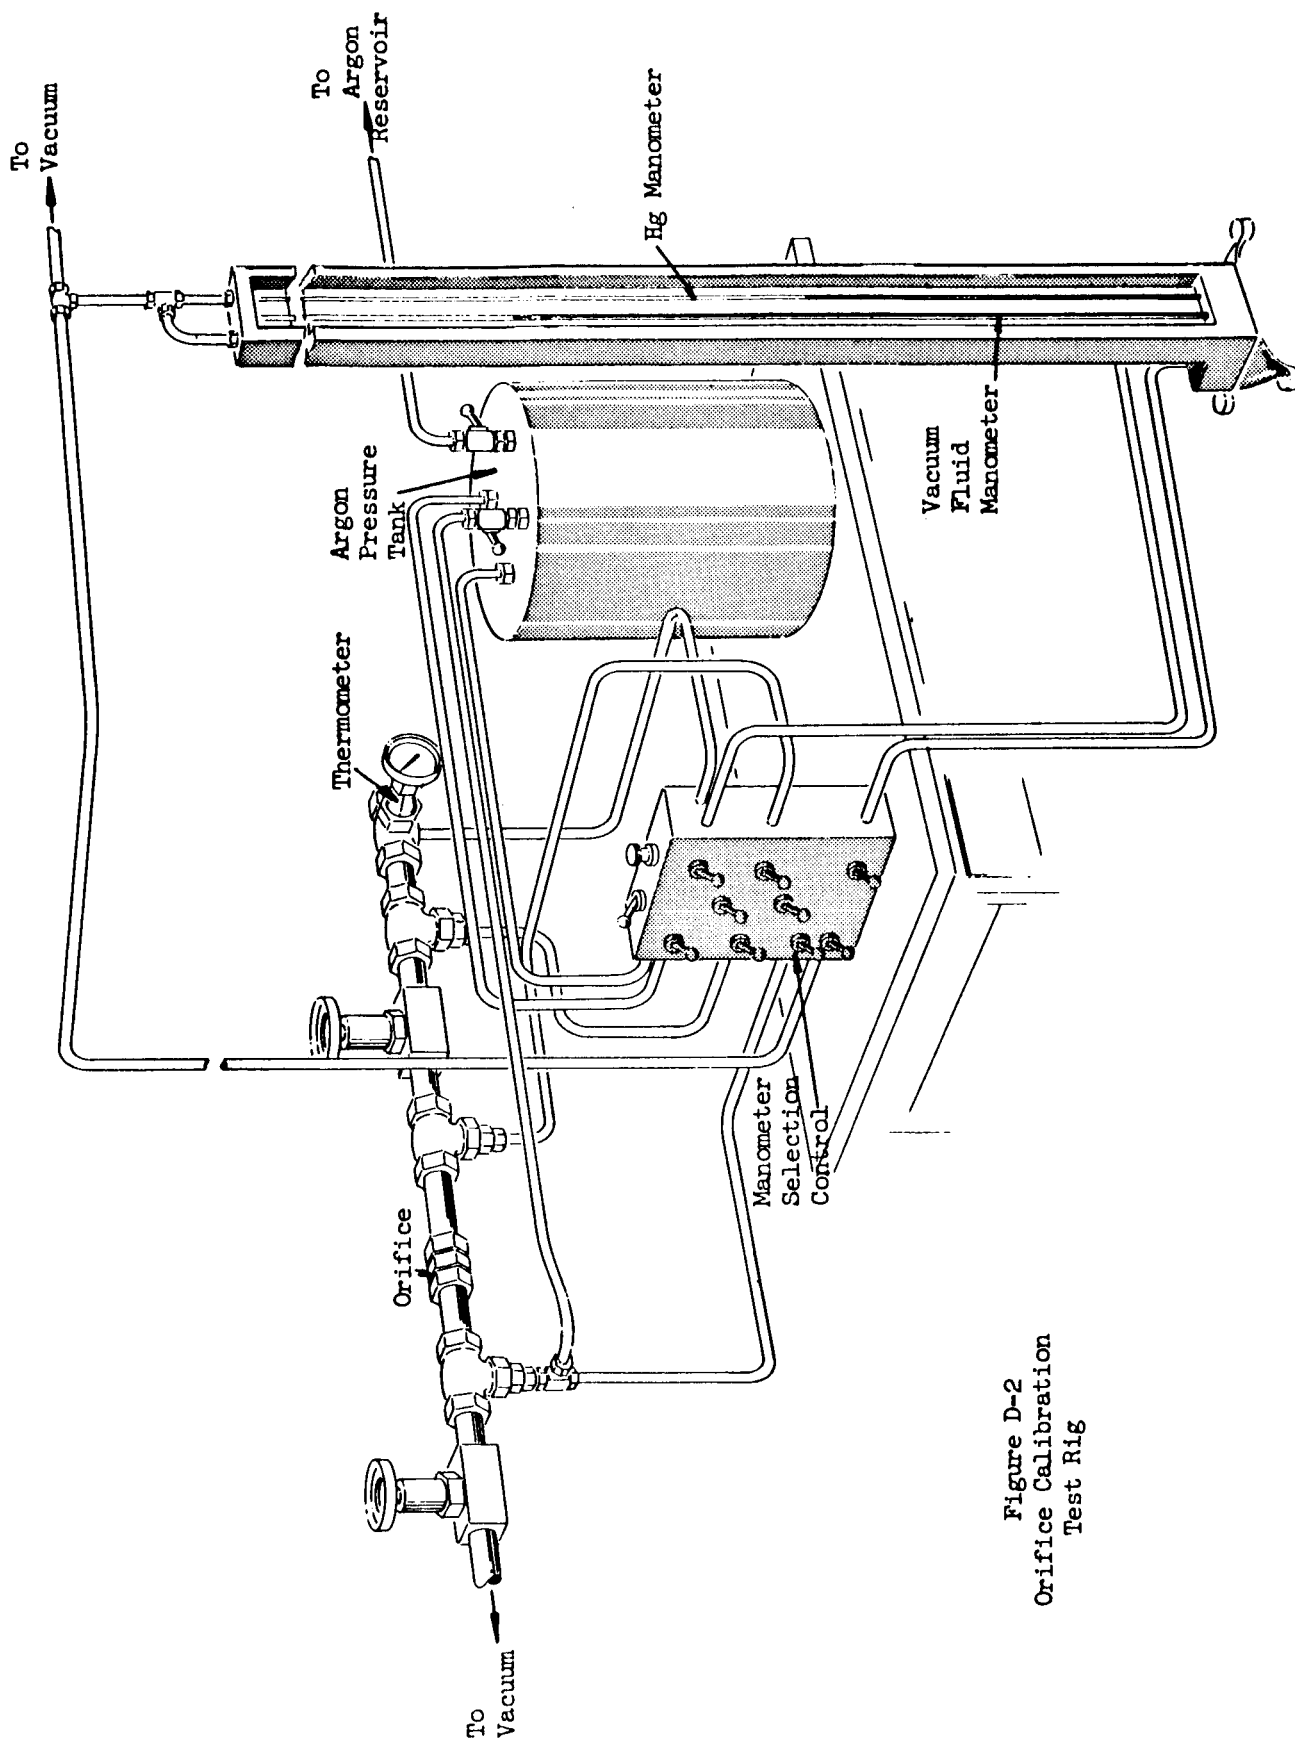 To
Vacuum
To
Argon
Reservoir
Hg Manometer
Argon
Pressure
Tank
Thermometer
Vacuum
Fluid
Manometer
Orifice
Manometer
Selection
Control
To
Vacuum
Figure D-2
Orifice Calibration
Test Rig